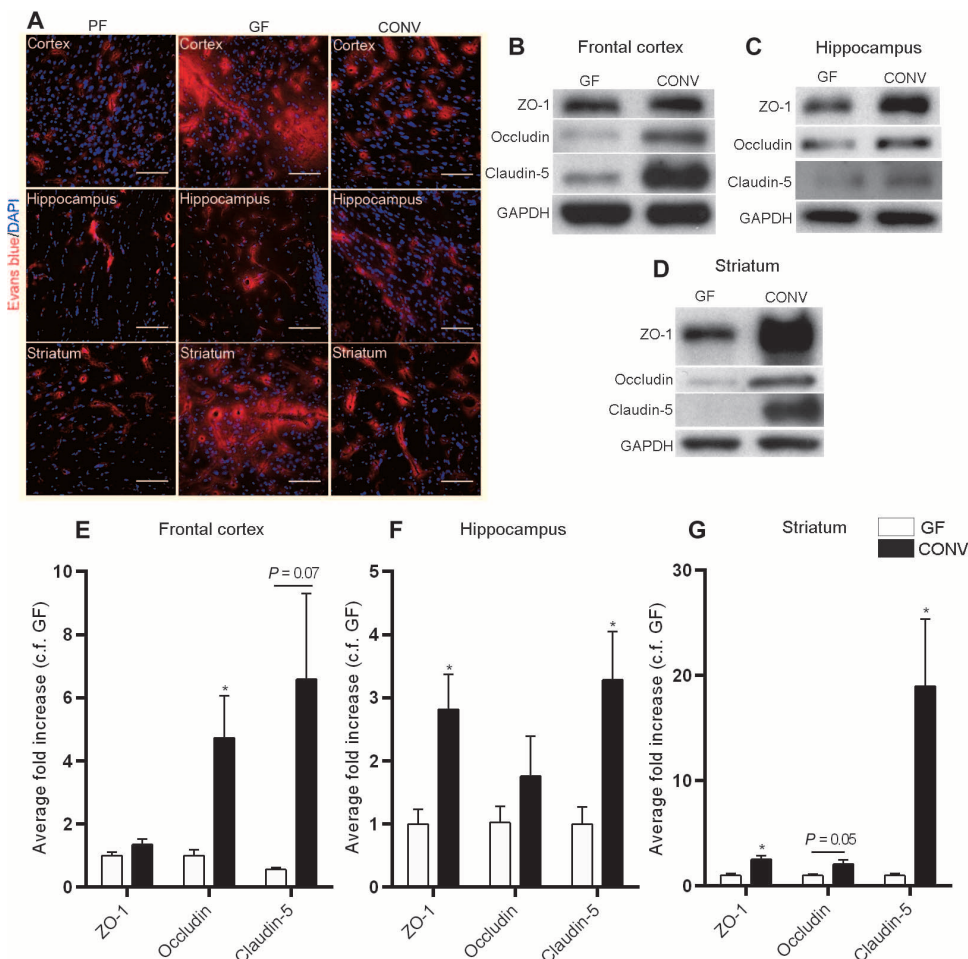 A
PF GF CONV
Cortex Cortex Cortex
Hippocampus Hippocampus Hippocampus
Striatum Striatum Striatum
Evans blue/DAPI
B Frontal cortex
GF CONV
ZO-1
Occludin
Claudin-5
GAPDH
C Hippocampus
GF CONV
ZO-1
Occludin
Claudin-5
GAPDH
D Striatum
GF CONV
ZO-1
Occludin
Claudin-5
GAPDH
E Frontal cortex
Average fold increase (c.f. GF)
10
8
6
4
2
0
P = 0.07
*
ZO-1 Occludin Claudin-5
F Hippocampus
Average fold increase (c.f. GF)
5
4
3
2
1
0
* *
ZO-1 Occludin Claudin-5
G Striatum
GF
CONV
Average fold increase (c.f. GF)
30
20
10
0
*
P = 0.05
*
ZO-1 Occludin Claudin-5